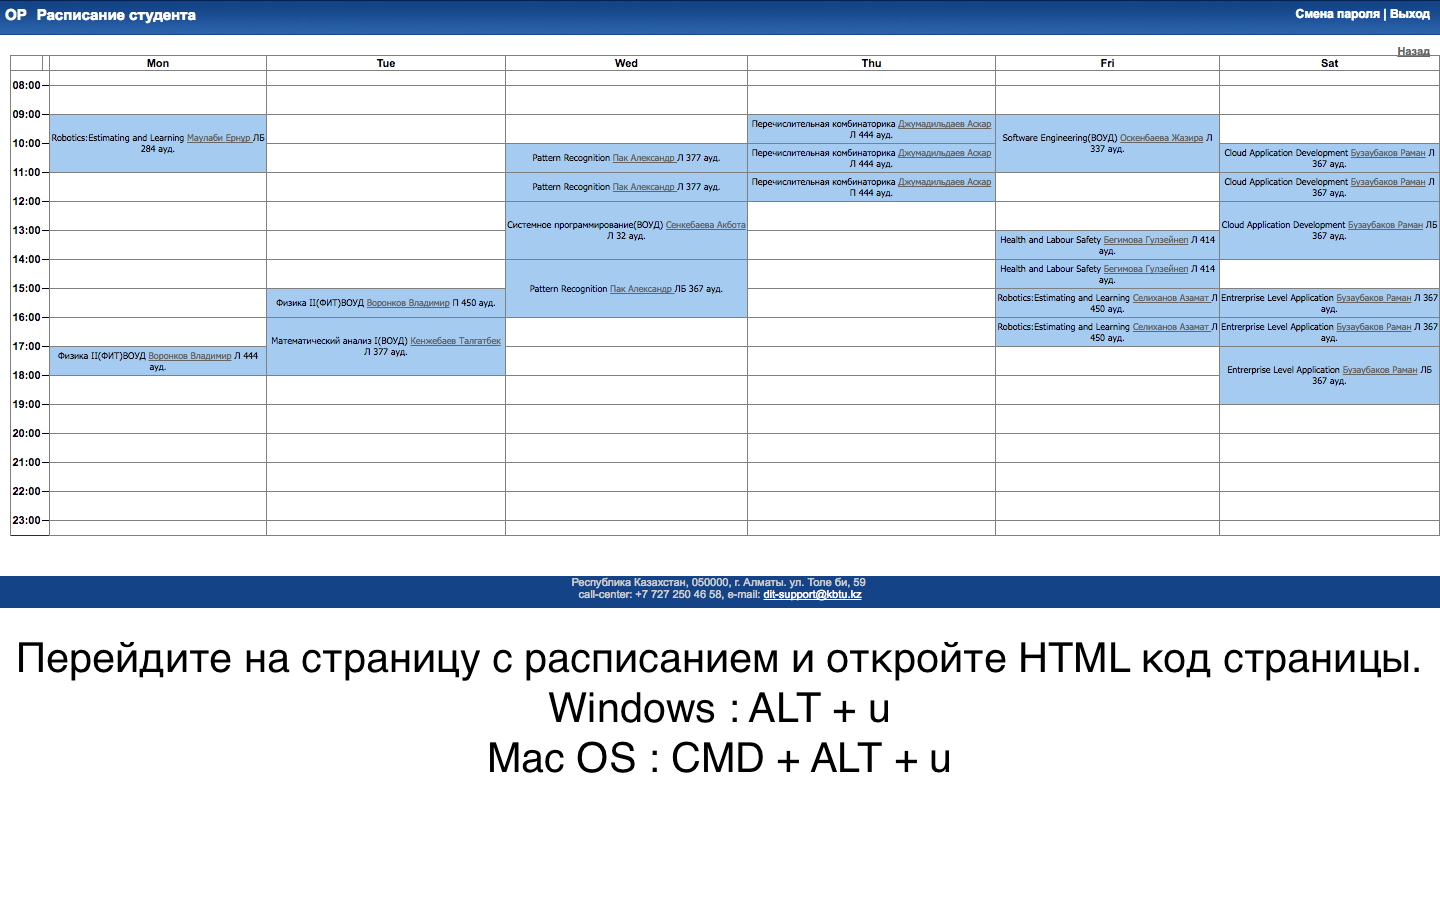 ОР Расписание студента
Смена пароля | Выход
Назад
Mon Tue Wed Thu Fri Sat
08:00
09:00
10:00
11:00
12:00
13:00
14:00
15:00
16:00
17:00
18:00
19:00
20:00
21:00
22:00
23:00
Robotics:Estimating and Learning Маулаби Ернур ЛБ
284 ауд.
Физика II(ФИТ)ВОУД Воронков Владимир Л 444
ауд.
Физика II(ФИТ)ВОУД Воронков Владимир П 450 ауд.
Математический анализ I(ВОУД) Кенжебаев Талгатбек
Л 377 ауд.
Pattern Recognition Пак Александр Л 377 ауд.
Pattern Recognition Пак Александр Л 377 ауд.
Системное программирование(ВОУД) Сенкебаева Акбота
Л 32 ауд.
Pattern Recognition Пак Александр ЛБ 367 ауд.
Перечислительная комбинаторика Джумадильдаев Аскар
Л 444 ауд.
Перечислительная комбинаторика Джумадильдаев Аскар
Л 444 ауд.
Перечислительная комбинаторика Джумадильдаев Аскар
П 444 ауд.
Software Engineering(ВОУД) Оскенбаева Жазира Л
337 ауд.
Health and Labour Safety Бегимова Гулзейнеп Л 414
ауд.
Health and Labour Safety Бегимова Гулзейнеп Л 414
ауд.
Robotics:Estimating and Learning Селиханов Азамат Л
450 ауд.
Robotics:Estimating and Learning Селиханов Азамат Л
450 ауд.
Cloud Application Development Бузаубаков Раман Л
367 ауд.
Cloud Application Development Бузаубаков Раман Л
367 ауд.
Cloud Application Development Бузаубаков Раман ЛБ
367 ауд.
Entrerprise Level Application Бузаубаков Раман Л 367
ауд.
Entrerprise Level Application Бузаубаков Раман Л 367
ауд.
Entrerprise Level Application Бузаубаков Раман ЛБ
367 ауд.
Республика Казахстан, 050000, г. Алматы. ул. Толе би, 59
call-center: +7 727 250 46 58, e-mail: dit-support@kbtu.kz
Перейдите на страницу с расписанием и откройте HTML код страницы.
Windows : ALT + u
Mac OS : CMD + ALT + u